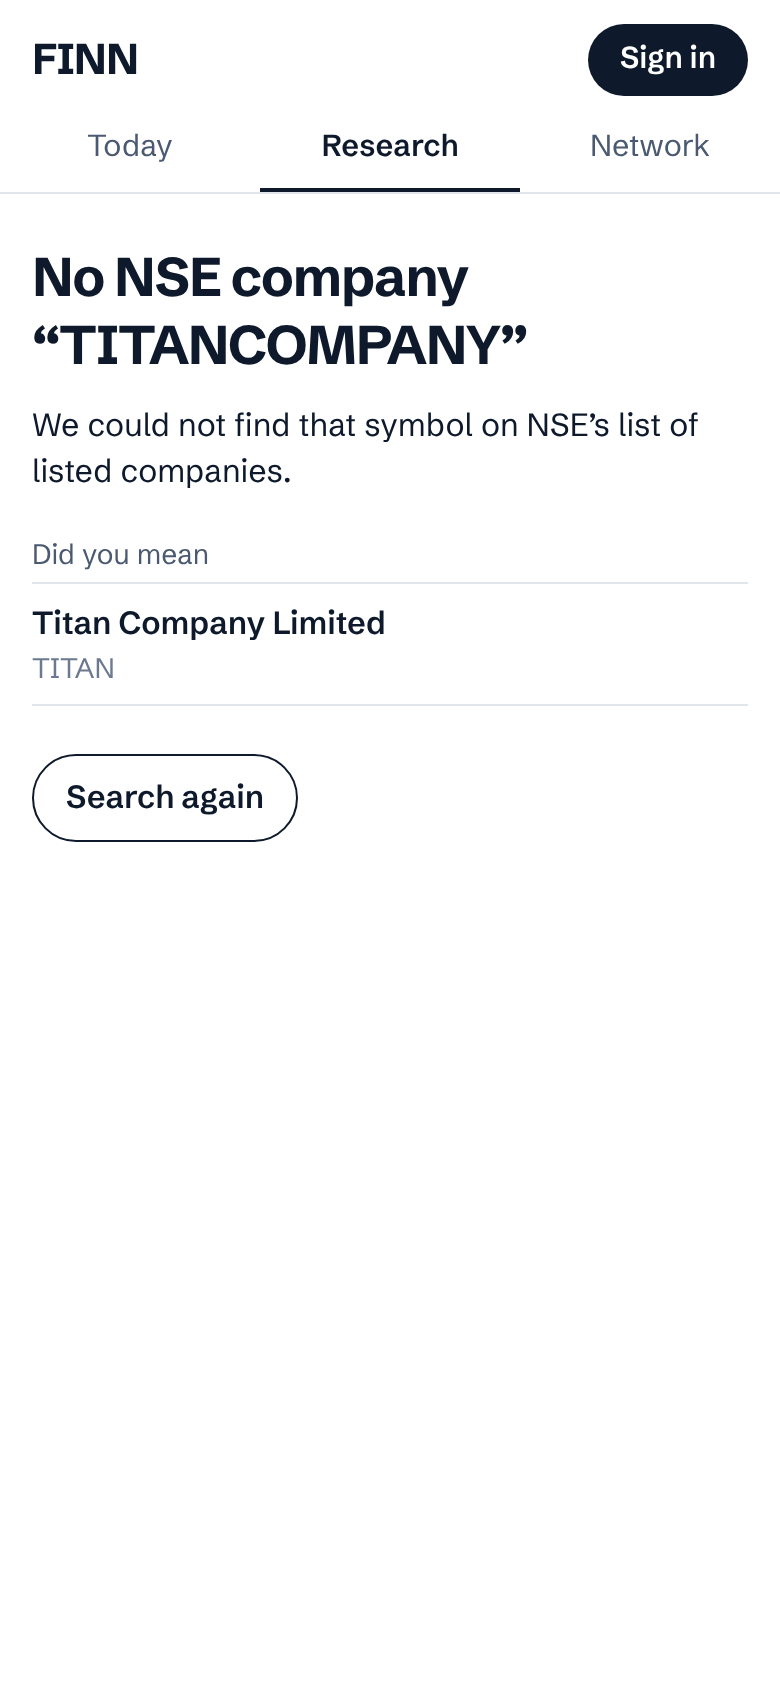 FINN
Sign in
Today
Research
Network
No NSE company
“TITANCOMPANY”
We could not find that symbol on NSE’s list of
listed companies.
Did you mean
Titan Company Limited
TITAN
Search again